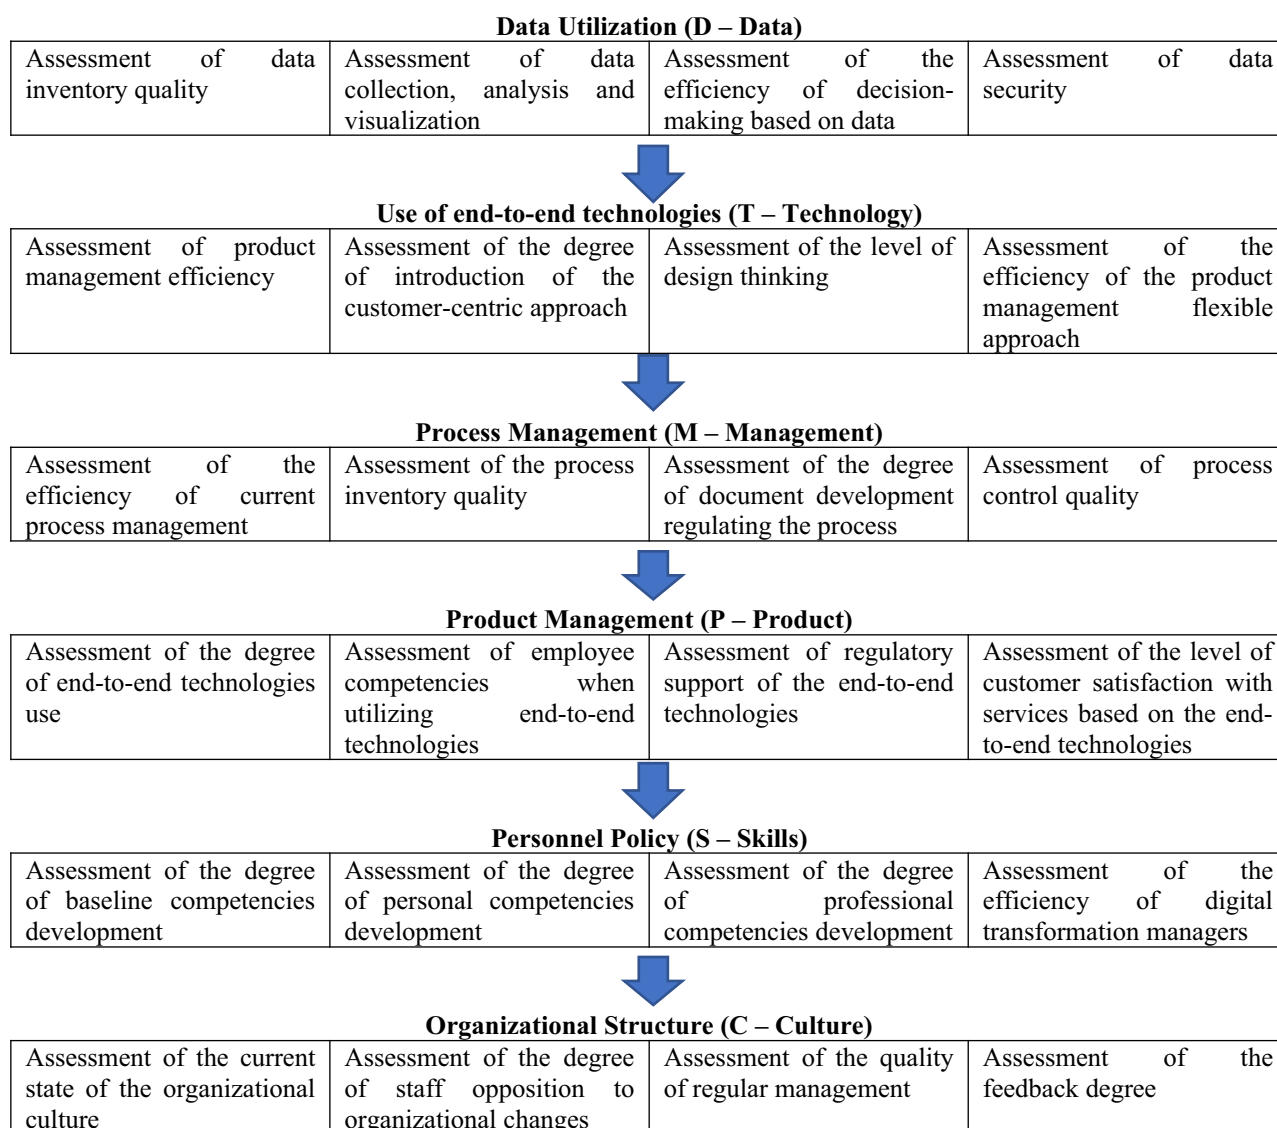 Data Utilization (D – Data)
Assessment of data
inventory quality
Assessment of data
collection, analysis and
visualization
Assessment of the
efficiency of decision-
making based on data
Assessment of data
security
Use of end-to-end technologies (T – Technology)
Assessment of product
management efficiency
Assessment of the degree
of introduction of the
customer-centric approach
Assessment of the level of
design thinking
Assessment of the
efficiency of the product
management flexible
approach
Process Management (M – Management)
Assessment of the
efficiency of current
process management
Assessment of the process
inventory quality
Assessment of the degree
of document development
regulating the process
Assessment of process
control quality
Product Management (P – Product)
Assessment of the degree
of end-to-end technologies
use
Assessment of employee
competencies when
utilizing end-to-end
technologies
Assessment of regulatory
support of the end-to-end
technologies
Assessment of the level of
customer satisfaction with
services based on the end-
to-end technologies
Personnel Policy (S – Skills)
Assessment of the degree
of baseline competencies
development
Assessment of the degree
of personal competencies
development
Assessment of the degree
of professional
competencies development
Assessment of the
efficiency of digital
transformation managers
Organizational Structure (C – Culture)
Assessment of the current
state of the organizational
culture
Assessment of the degree
of staff opposition to
organizational changes
Assessment of the quality
of regular management
Assessment of the
feedback degree